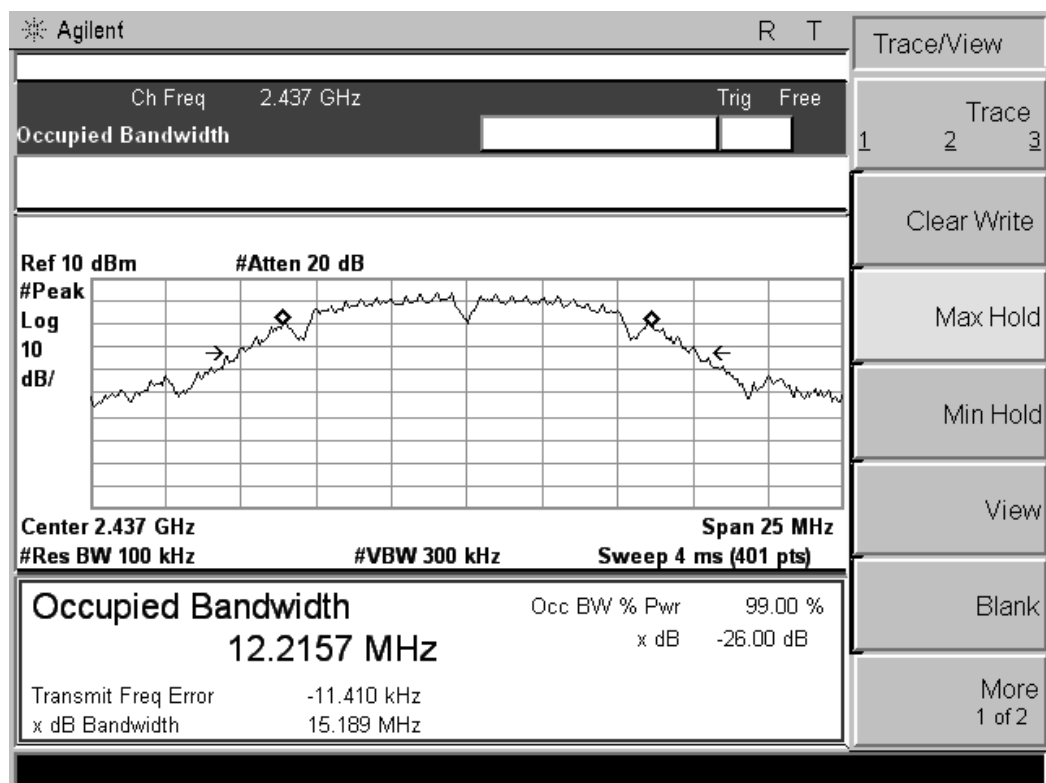 Agilent R T
Trace/View
Ch Freq 2.437 GHz Trig Free
Occupied Bandwidth
Trace
1 2 3
Clear Write
Max Hold
Min Hold
View
Blank
More
1 of 2
Ref 10 dBm #Atten 20 dB
#Peak
Log
10
dB/
Center 2.437 GHz Span 25 MHz
#Res BW 100 kHz #VBW 300 kHz Sweep 4 ms (401 pts)
Occupied Bandwidth
12.2157 MHz
Occ BW % Pwr 99.00 %
x dB -26.00 dB
Transmit Freq Error -11.410 kHz
x dB Bandwidth 15.189 MHz